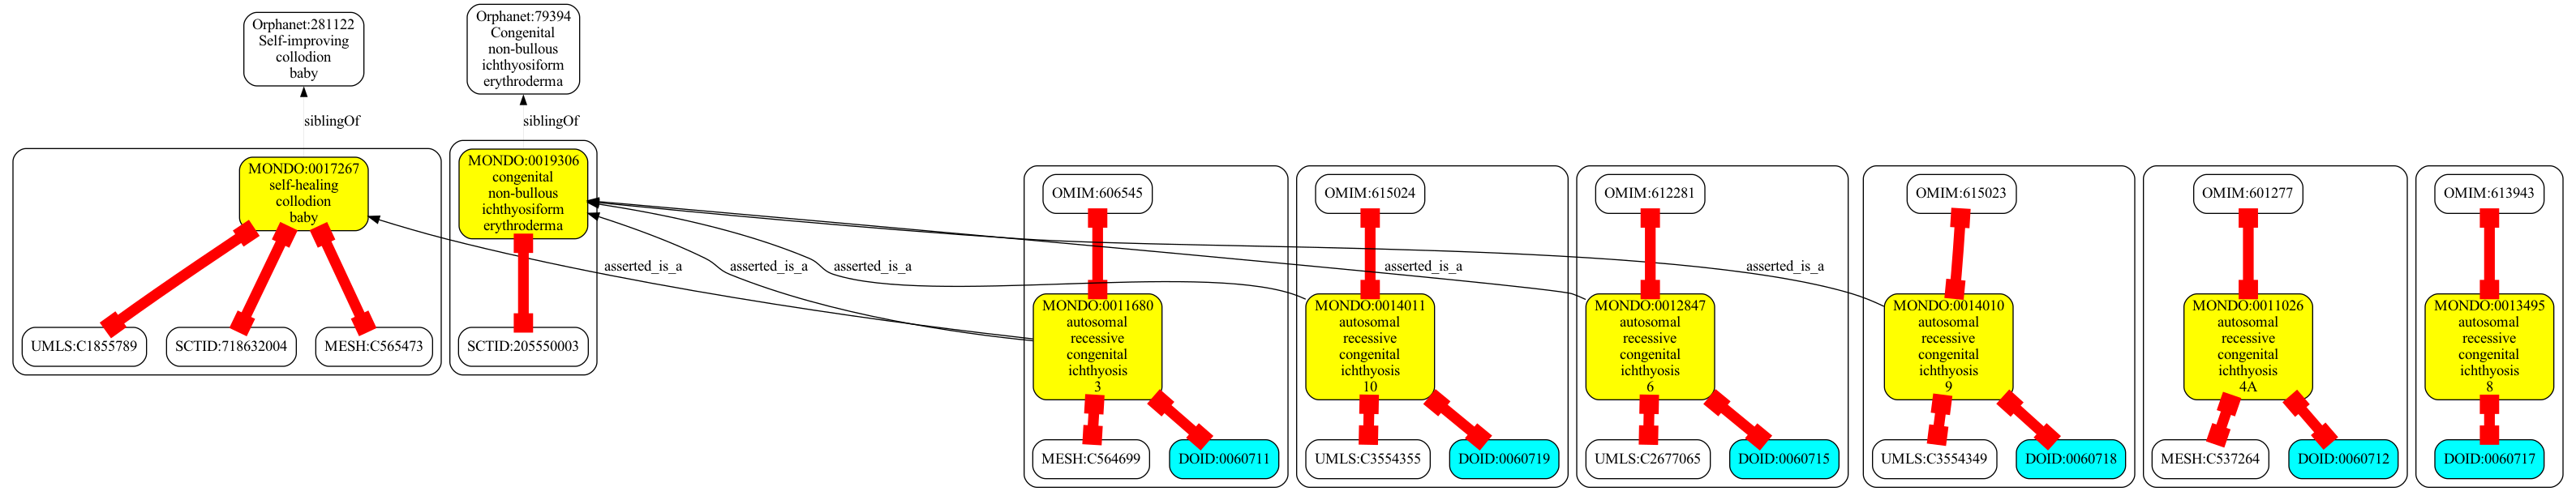 Orphanet:281122
Self-improving
collodion
baby
Orphanet:79394
Congenital
non-bullous
ichthyosiform
erythroderma
siblingOf
siblingOf
MONDO:0017267
self-healing
collodion
baby
MONDO:0019306
congenital
non-bullous
ichthyosiform
erythroderma
OMIM:606545
OMIM:615024
OMIM:612281
OMIM:615023
OMIM:601277
OMIM:613943
asserted_is_a
asserted_is_a
asserted_is_a
asserted_is_a
asserted_is_a
UMLS:C1855789
SCTID:718632004
MESH:C565473
SCTID:205550003
MONDO:0011680
autosomal
recessive
congenital
ichthyosis
3
MONDO:0014011
autosomal
recessive
congenital
ichthyosis
10
MONDO:0012847
autosomal
recessive
congenital
ichthyosis
6
MONDO:0014010
autosomal
recessive
congenital
ichthyosis
9
MONDO:0011026
autosomal
recessive
congenital
ichthyosis
4A
MONDO:0013495
autosomal
recessive
congenital
ichthyosis
8
MESH:C564699
DOID:0060711
UMLS:C3554355
DOID:0060719
UMLS:C2677065
DOID:0060715
UMLS:C3554349
DOID:0060718
MESH:C537264
DOID:0060712
DOID:0060717